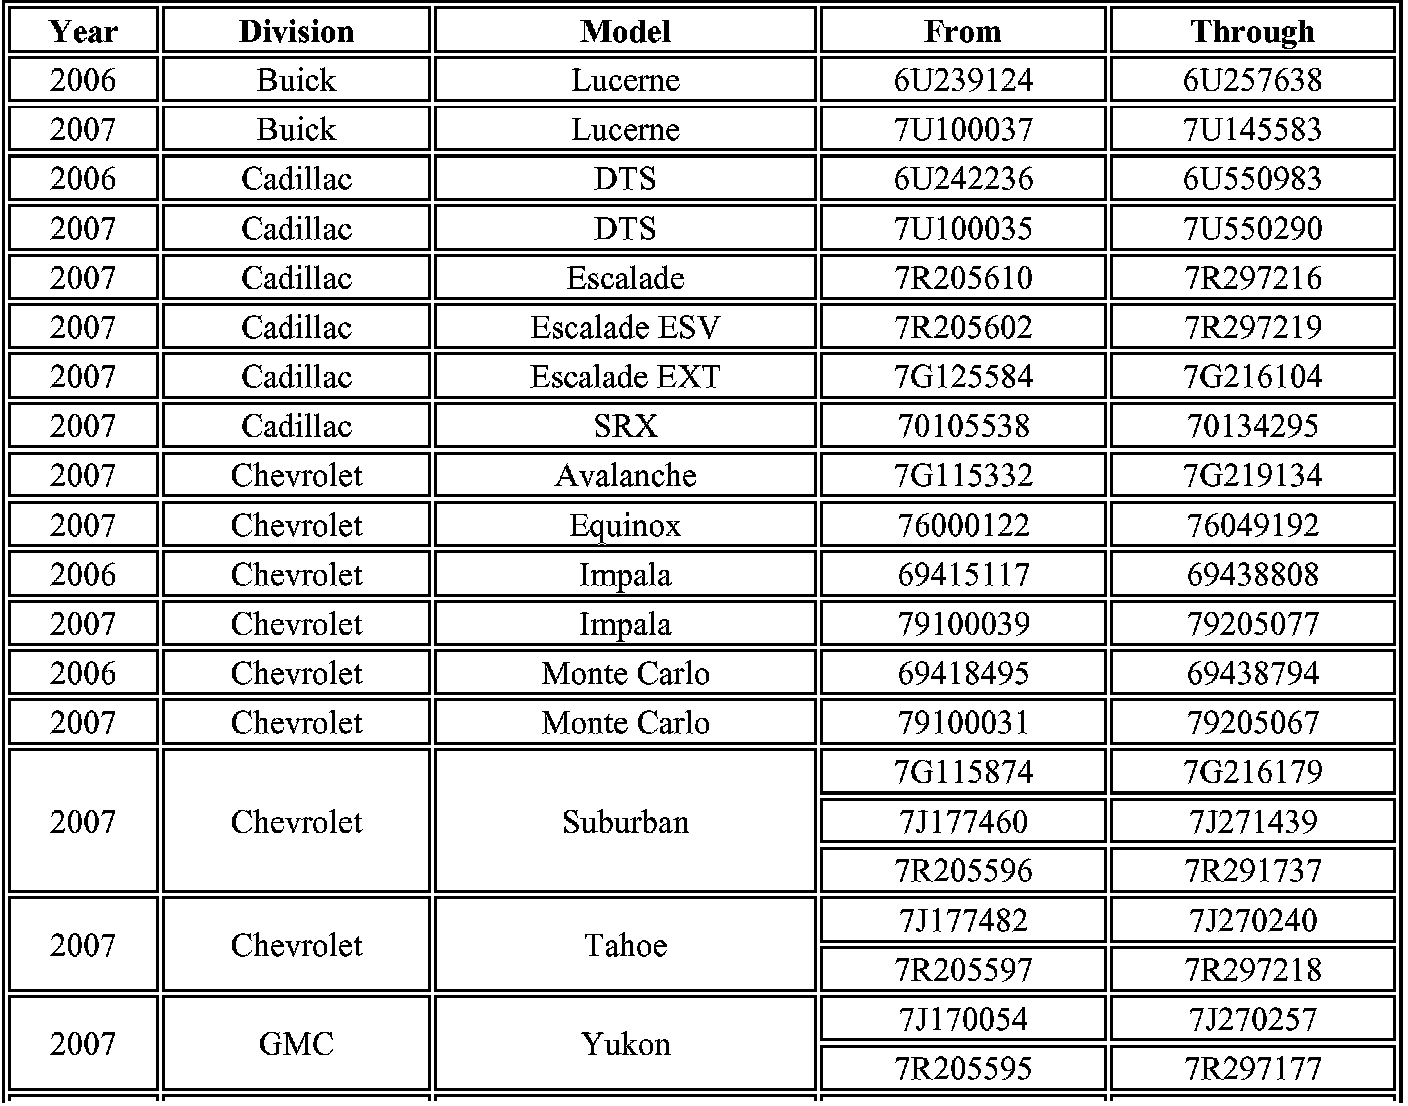 Year Division Model From Through
2006 Buick Lucerne 6U239124 6U257638
2007 Buick Lucerne 7U100037 7U145583
2006 Cadillac DTS 6U242236 6U550983
2007 Cadillac DTS 7U100035 7U550290
2007 Cadillac Escalade 7R205610 7R297216
2007 Cadillac Escalade ESV 7R205602 7R297219
2007 Cadillac Escalade EXT 7G125584 7G216104
2007 Cadillac SRX 70105538 70134295
2007 Chevrolet Avalanche 7G115332 7G219134
2007 Chevrolet Equinox 76000122 76049192
2006 Chevrolet Impala 69415117 69438808
2007 Chevrolet Impala 79100039 79205077
2006 Chevrolet Monte Carlo 69418495 69438794
2007 Chevrolet Monte Carlo 79100031 79205067
7G115874 7G216179
2007 Chevrolet Suburban 7J177460 7J271439
7R205596 7R291737
7J177482 7J270240
2007 Chevrolet Tahoe
7R205597 7R297218
7J170054 7J270257
2007 GMC Yukon
7R205595 7R297177